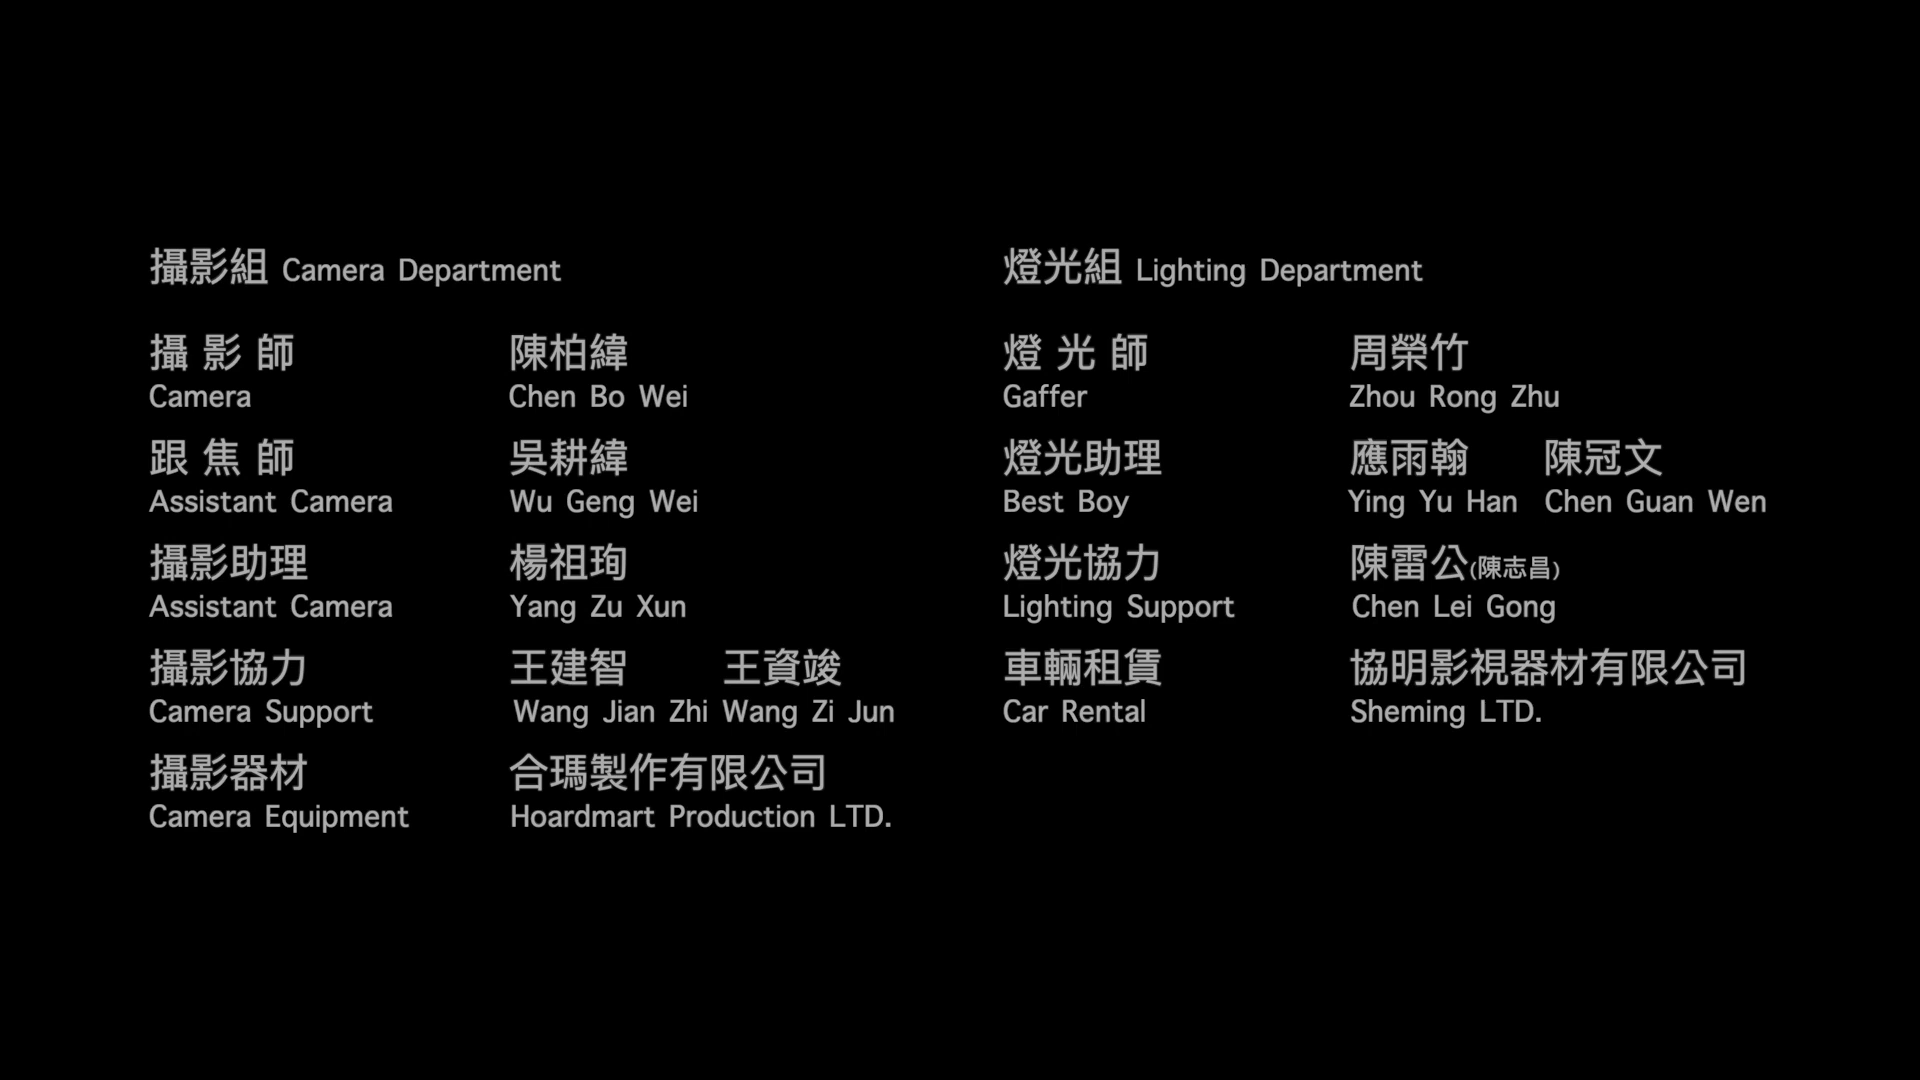 攝影組 Camera Department
攝 影 師 陳柏緯
Camera Chen Bo Wei
跟 焦 師 吳耕緯
Assistant Camera Wu Geng Wei
攝影助理 楊祖珣
Assistant Camera Yang Zu Xun
攝影協力 王建智 王資竣
Camera Support Wang Jian Zhi Wang Zi Jun
攝影器材 合瑪製作有限公司
Camera Equipment Hoardmart Production LTD.
燈光組 Lighting Department
燈 光 師 周榮竹
Gaffer Zhou Rong Zhu
燈光助理 應雨翰 陳冠文
Best Boy Ying Yu Han Chen Guan Wen
燈光協力 陳雷公(陳志昌)
Lighting Support Chen Lei Gong
車輛租賃 協明影視器材有限公司
Car Rental Sheming LTD.